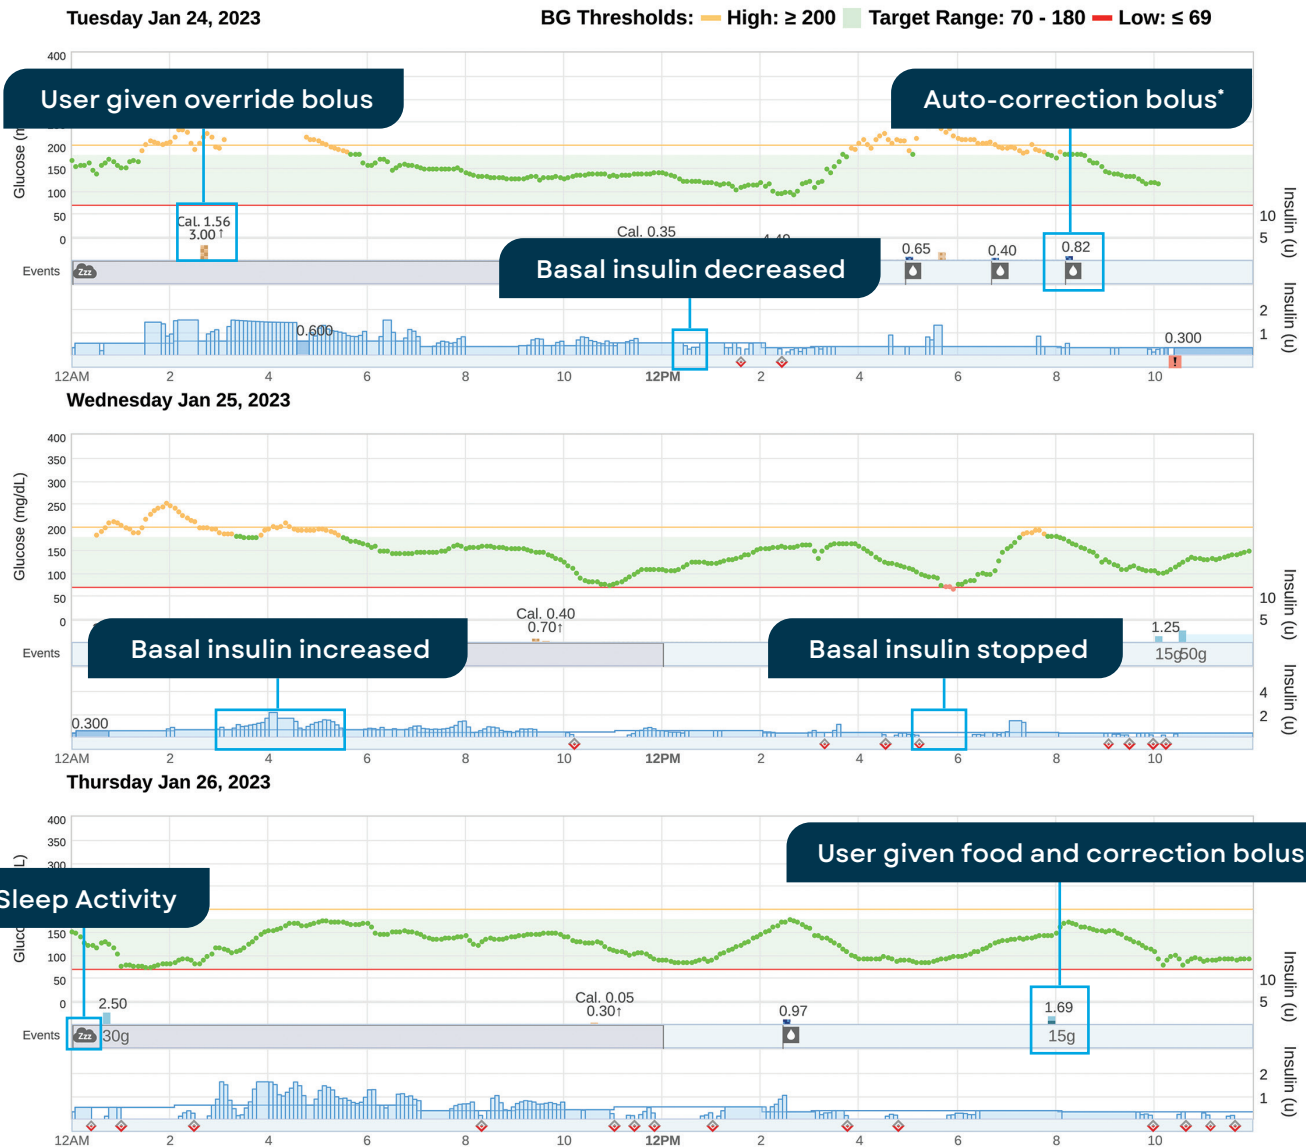 Tuesday Jan 24, 2023
BG Thresholds: High: ≥ 200 Target Range: 70 - 180 Low: ≤ 69
400
User given override bolus
Auto-correction bolus*
200
150
100
50
0
Insulin (u)
10
5
Cal. 1.56
3.00↑
Cal. 0.35
0.65
0.40
0.82
Events
Zzz
Basal insulin decreased
Insulin (u)
2
1
0.600
0.300
!
12AM 2 4 6 8 10 12PM 2 4 6 8 10
Wednesday Jan 25, 2023
Glucose (mg/dL)
400
350
300
250
200
150
100
50
0
Insulin (u)
10
5
Cal. 0.40
0.70↑
1.25
Events
15g 50g
Basal insulin increased
Basal insulin stopped
Insulin (u)
4
2
0.300
12AM 2 4 6 8 10 12PM 2 4 6 8 10
Thursday Jan 26, 2023
400
350
300
User given food and correction bolus
Sleep Activity
150
100
50
0
Insulin (u)
10
5
2.50
Cal. 0.05
0.30↑
0.97
1.69
Events
Zzz
30g
15g
Insulin (u)
2
1
12AM 2 4 6 8 10 12PM 2 4 6 8 10